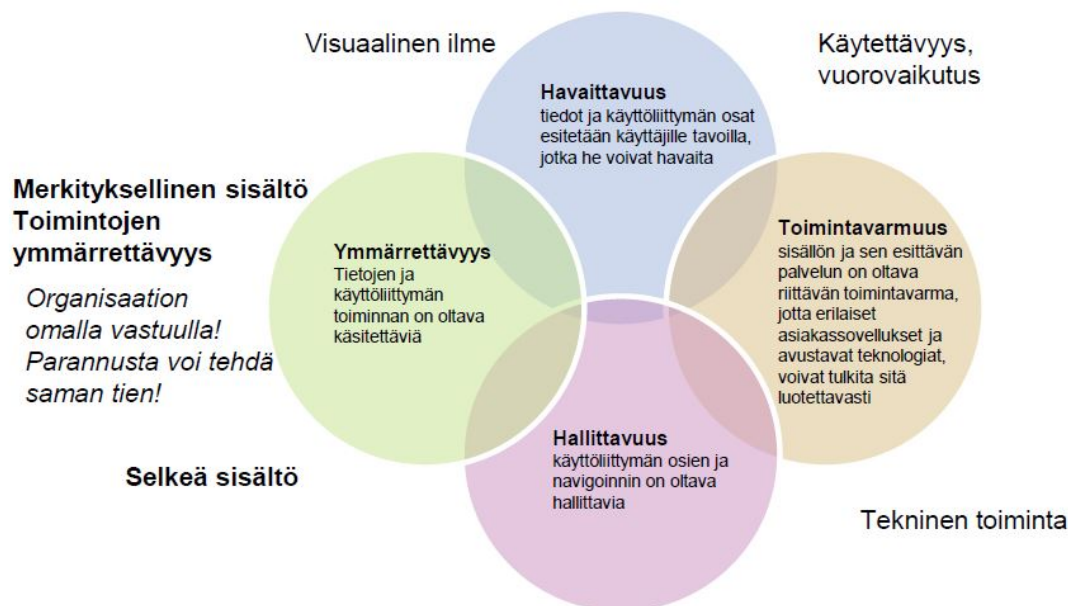 Visuaalinen ilme
Käytettävyys,
vuorovaikutus
Havaittavuus
tiedot ja käyttöliittymän osat
esitetään käyttäjille tavoilla,
jotka he voivat havaita
Merkityksellinen sisältö
Toimintojen
ymmärrettävyys
Organisaation
omalla vastuulla!
Parannusta voi tehdä
saman tien!
Ymmärrettävyys
Tietojen ja
käyttöliittymän
toiminnan on oltava
käsitettäviä
Toimintavarmuus
sisällön ja sen esittävän
palvelun on oltava
riittävän toimintavarma,
jotta erilaiset
asiakassovellukset ja
avustavat teknologiat,
voivat tulkita sitä
luotettavasti
Hallittavuus
käyttöliittymän osien ja
navigoinnin on oltava
hallittavia
Selkeä sisältö
Tekninen toiminta